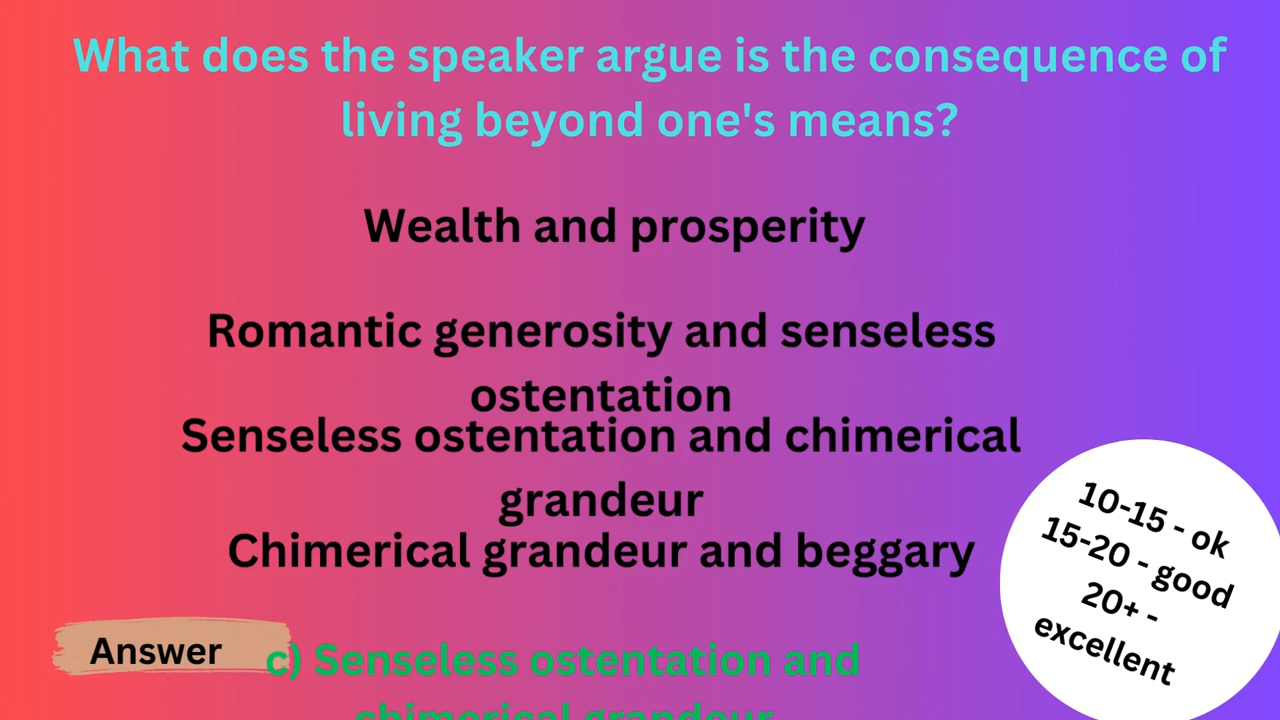 What does the speaker argue is the consequence of
living beyond one's means?
Wealth and prosperity
Romantic generosity and senseless
ostentation
Senseless ostentation and chimerical
grandeur
Chimerical grandeur and beggary
10-15 - ok
15-20 - good
20+ -
excellent
Answer
c) Senseless ostentation and
chimerical grandeur